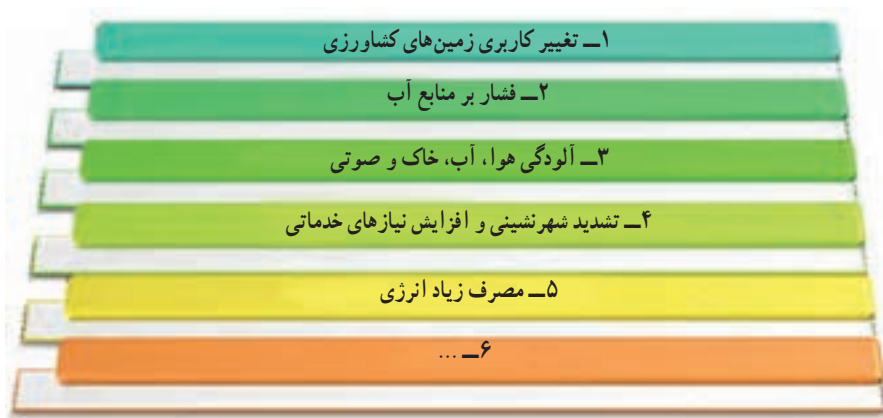 ۱ــ تغییر کاربری زمین‌های کشاورزی
۲ــ فشار بر منابع آب
۳ــ آلودگی هوا، آب، خاک و صوتی
۴ــ تشدید شهرنشینی و افزایش نیازهای خدماتی
۵ــ مصرف زیاد انرژی
۶ــ ...